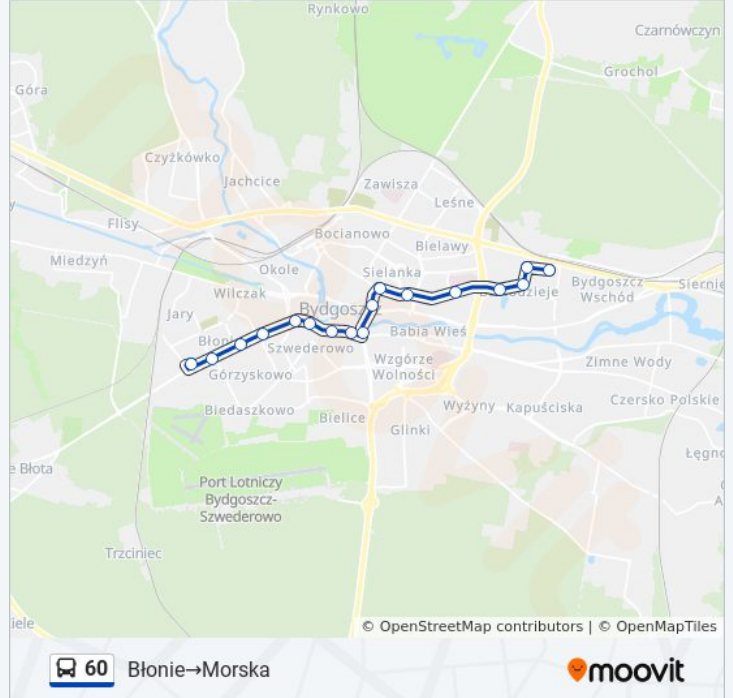 Rynkowo
Czarnówczyn
Grochol
Góra
Czyżkówko
Jachcice
Zawisza
Leśne
Flisy
Bocianowo
Bielawy
Miedzyń
Okole
Sielanka
Bydgoszcz
Wschód
Siernie
Wilczak
Bydgoszcz
Jary
Babia Wieś
Szwederowo
Wzgórze
Wolności
Zimne Wody
Górzyskowo
Biedaszkowo
Bielice
Wyżyny
Kapuściska
Czersko Polskie
Glinki
e Błota
Łęgno
Port Lotniczy
Bydgoszcz-
Szwederowo
Trzciniec
iele
© OpenStreetMap contributors | © OpenMapTiles
60 Błonie→Morska
moovit